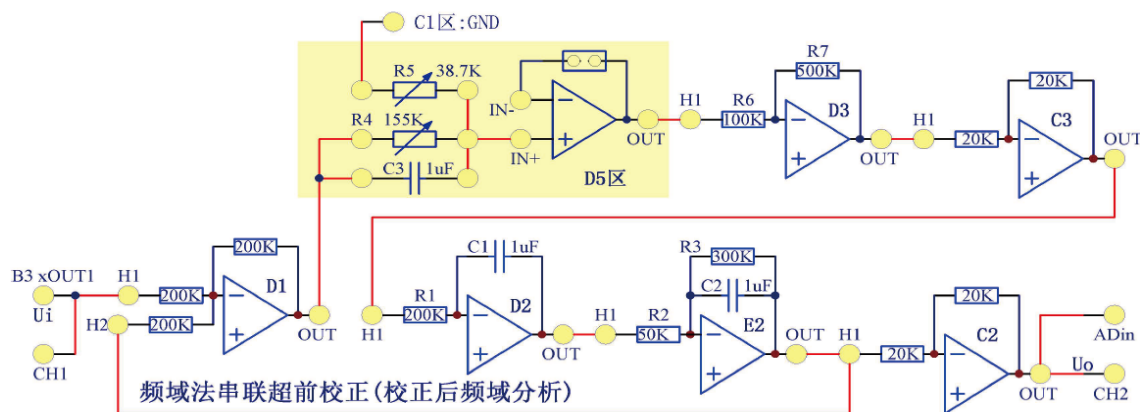 C1区:GND
R5 38.7K
R4 155K
C3 1uF
IN-
IN+
OUT
D5区
H1
R6
100K
R7
500K
D3
OUT
H1
20K
20K
C3
OUT
B3 xOUT1
Ui
CH1
H1
H2
200K
200K
200K
D1
OUT
H1
R1
200K
C1 1uF
D2
OUT
H1
R2
50K
R3
300K
C2 1uF
E2
OUT
H1
20K
20K
C2
OUT
Uo
ADin
CH2
频域法串联超前校正(校正后频域分析)